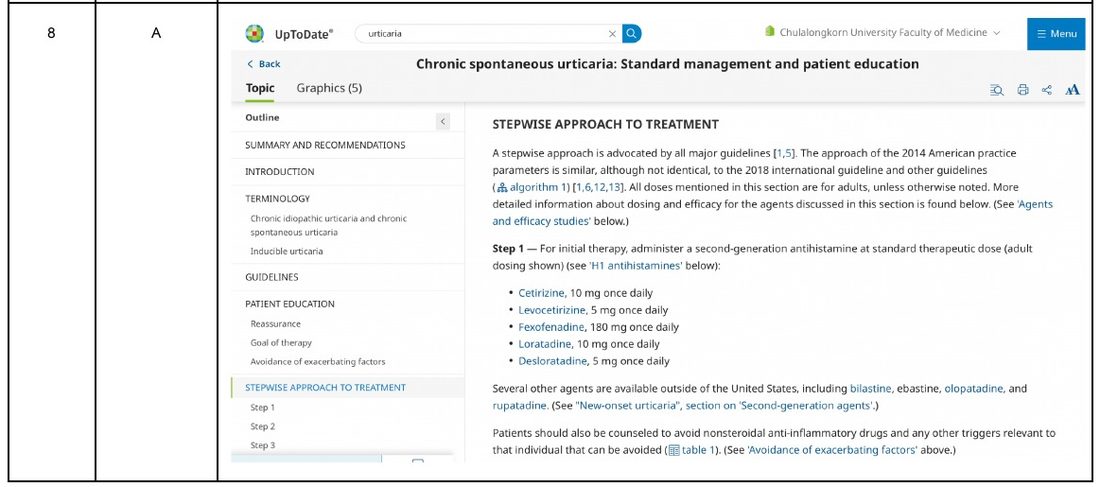 8
A
UpToDate®
urticaria
Chulalongkorn University Faculty of Medicine
Menu
Back
Chronic spontaneous urticaria: Standard management and patient education
Topic
Graphics (5)
AA
Outline
SUMMARY AND RECOMMENDATIONS
INTRODUCTION
TERMINOLOGY
Chronic idiopathic urticaria and chronic
spontaneous urticaria
Inducible urticaria
GUIDELINES
PATIENT EDUCATION
Reassurance
Goal of therapy
Avoidance of exacerbating factors
STEPWISE APPROACH TO TREATMENT
Step 1
Step 2
Step 3
STEPWISE APPROACH TO TREATMENT
A stepwise approach is advocated by all major guidelines [1,5]. The approach of the 2014 American practice
parameters is similar, although not identical, to the 2018 international guideline and other guidelines
(algorithm 1) [1,6,12,13]. All doses mentioned in this section are for adults, unless otherwise noted. More
detailed information about dosing and efficacy for the agents discussed in this section is found below. (See 'Agents
and efficacy studies' below.)
Step 1 — For initial therapy, administer a second-generation antihistamine at standard therapeutic dose (adult
dosing shown) (see 'H1 antihistamines' below):
• Cetirizine, 10 mg once daily
• Levocetirizine, 5 mg once daily
• Fexofenadine, 180 mg once daily
• Loratadine, 10 mg once daily
• Desloratadine, 5 mg once daily
Several other agents are available outside of the United States, including bilastine, ebastine, olopatadine, and
rupatadine. (See "New-onset urticaria", section on 'Second-generation agents'.)
Patients should also be counseled to avoid nonsteroidal anti-inflammatory drugs and any other triggers relevant to
that individual that can be avoided (table 1). (See 'Avoidance of exacerbating factors' above.)